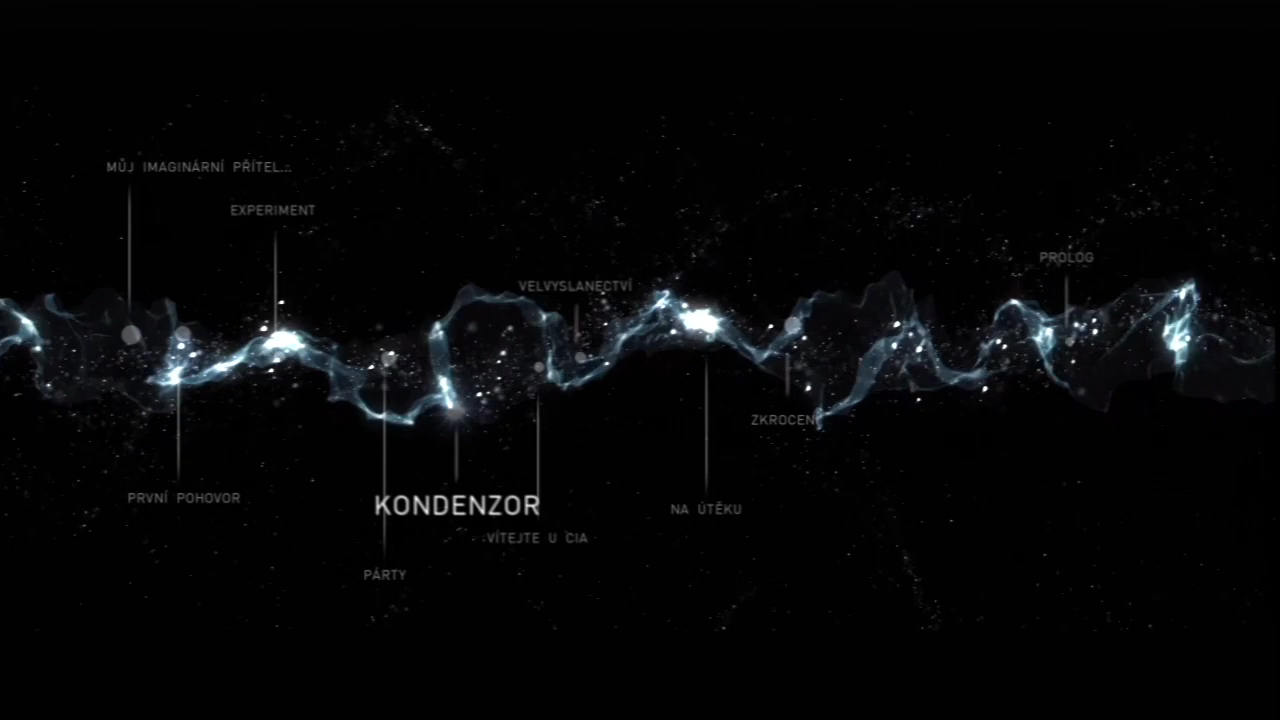 MŮJ IMAGINÁRNÍ PŘÍTEL...
EXPERIMENT
PROLOG
VELVYSLANECTVÍ
ZKROCENÍ
PRVNÍ POHOVOR
KONDENZOR
NA ÚTĚKU
VÍTEJTE U CIA
PÁRTY